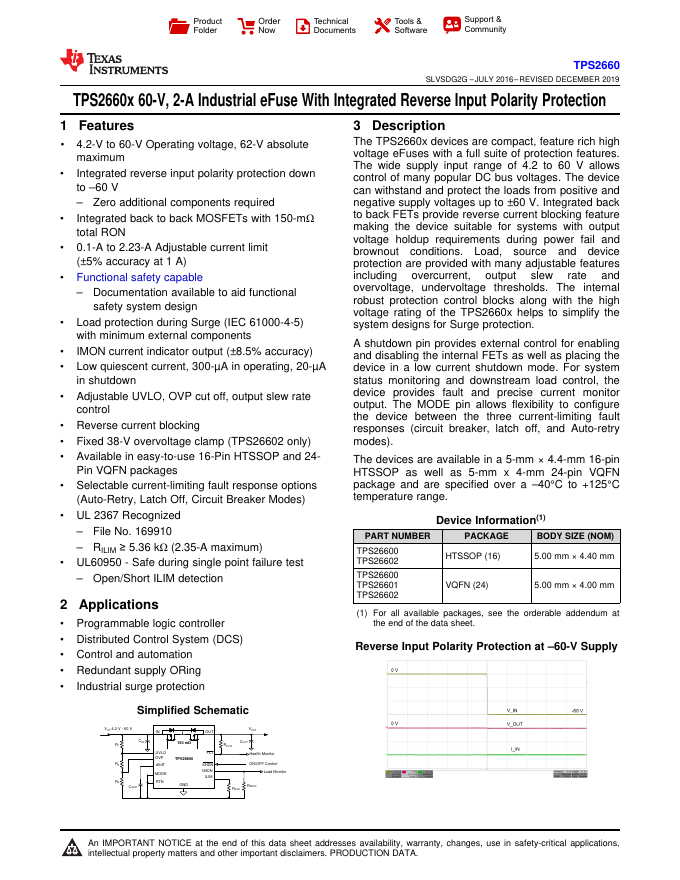 Product
Folder
Order
Now
Technical
Documents
Tools &
Software
Support &
Community
TEXAS
INSTRUMENTS
TPS2660
SLVSDG2G – JULY 2016 – REVISED DECEMBER 2019
TPS2660x 60-V, 2-A Industrial eFuse With Integrated Reverse Input Polarity Protection
1 Features
• 4.2-V to 60-V Operating voltage, 62-V absolute
maximum
• Integrated reverse input polarity protection down
to –60 V
– Zero additional components required
• Integrated back to back MOSFETs with 150-mΩ
total RON
• 0.1-A to 2.23-A Adjustable current limit
(±5% accuracy at 1 A)
• Functional safety capable
– Documentation available to aid functional
safety system design
• Load protection during Surge (IEC 61000-4-5)
with minimum external components
• IMON current indicator output (±8.5% accuracy)
• Low quiescent current, 300-µA in operating, 20-µA
in shutdown
• Adjustable UVLO, OVP cut off, output slew rate
control
• Reverse current blocking
• Fixed 38-V overvoltage clamp (TPS26602 only)
• Available in easy-to-use 16-Pin HTSSOP and 24-
Pin VQFN packages
• Selectable current-limiting fault response options
(Auto-Retry, Latch Off, Circuit Breaker Modes)
• UL 2367 Recognized
– File No. 169910
– RILIM ≥ 5.36 kΩ (2.35-A maximum)
• UL60950 - Safe during single point failure test
– Open/Short ILIM detection
2 Applications
• Programmable logic controller
• Distributed Control System (DCS)
• Control and automation
• Redundant supply ORing
• Industrial surge protection
Simplified Schematic
IN
OUT
150 mΩ
UVLO
OVP
dVdT
MODE
RTN
TPS26600
FLT
SHDN
IMON
ILIM
GND
Health Monitor
ON/OFF Control
Load Monitor
3 Description
The TPS2660x devices are compact, feature rich high
voltage eFuses with a full suite of protection features.
The wide supply input range of 4.2 to 60 V allows
control of many popular DC bus voltages. The device
can withstand and protect the loads from positive and
negative supply voltages up to ±60 V. Integrated back
to back FETs provide reverse current blocking feature
making the device suitable for systems with output
voltage holdup requirements during power fail and
brownout conditions. Load, source and device
protection are provided with many adjustable features
including overcurrent, output slew rate and
overvoltage, undervoltage thresholds. The internal
robust protection control blocks along with the high
voltage rating of the TPS2660x helps to simplify the
system designs for Surge protection.
A shutdown pin provides external control for enabling
and disabling the internal FETs as well as placing the
device in a low current shutdown mode. For system
status monitoring and downstream load control, the
device provides fault and precise current monitor
output. The MODE pin allows flexibility to configure
the device between the three current-limiting fault
responses (circuit breaker, latch off, and Auto-retry
modes).
The devices are available in a 5-mm × 4.4-mm 16-pin
HTSSOP as well as 5-mm x 4-mm 24-pin VQFN
package and are specified over a –40°C to +125°C
temperature range.
Device Information(1)
PART NUMBER PACKAGE BODY SIZE (NOM)
TPS26600
TPS26602
HTSSOP (16) 5.00 mm × 4.40 mm
TPS26600
TPS26601
TPS26602
VQFN (24) 5.00 mm × 4.00 mm
(1) For all available packages, see the orderable addendum at
the end of the data sheet.
Reverse Input Polarity Protection at –60-V Supply
0 V
V_IN
-60 V
0 V
V_OUT
I_IN
An IMPORTANT NOTICE at the end of this data sheet addresses availability, warranty, changes, use in safety-critical applications,
intellectual property matters and other important disclaimers. PRODUCTION DATA.